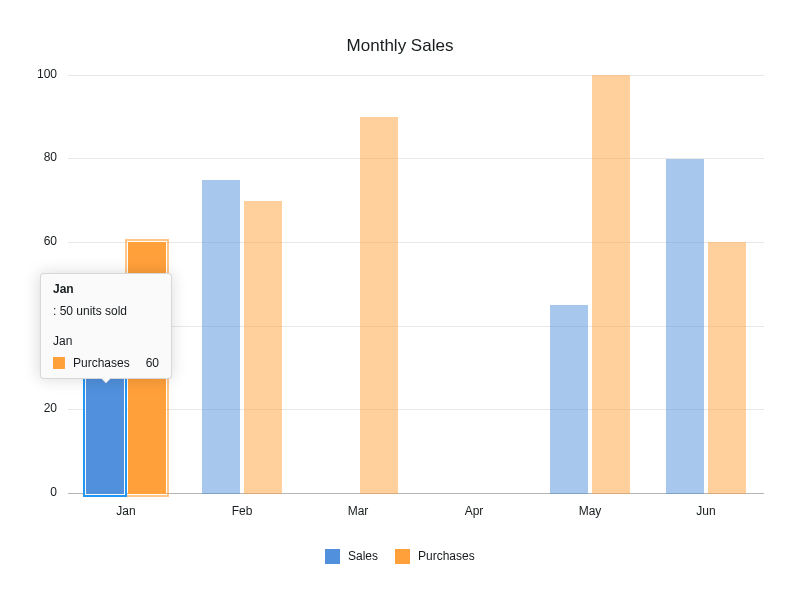 Monthly Sales
100
80
60
20
0
Jan
: 50 units sold
Jan
Purchases 60
Jan Feb Mar Apr May Jun
Sales Purchases